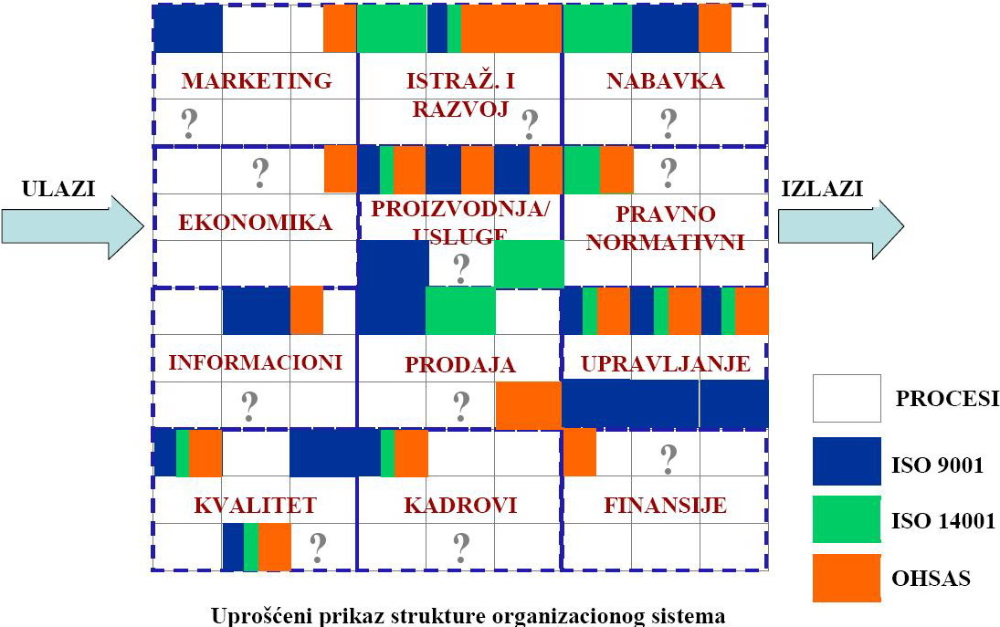 MARKETING
ISTRAŽ. I
RAZVOJ
NABAVKA
?
?
?
ULAZI
?
?
IZLAZI
EKONOMIKA
PROIZVODNJA/
USLUGE
PRAVNO
NORMATIVNI
?
INFORMACIONI
PRODAJA
UPRAVLJANJE
?
?
PROCESI
?
ISO 9001
KVALITET
KADROVI
FINANSIJE
ISO 14001
?
?
OHSAS
Uprošćeni prikaz strukture organizacionog sistema